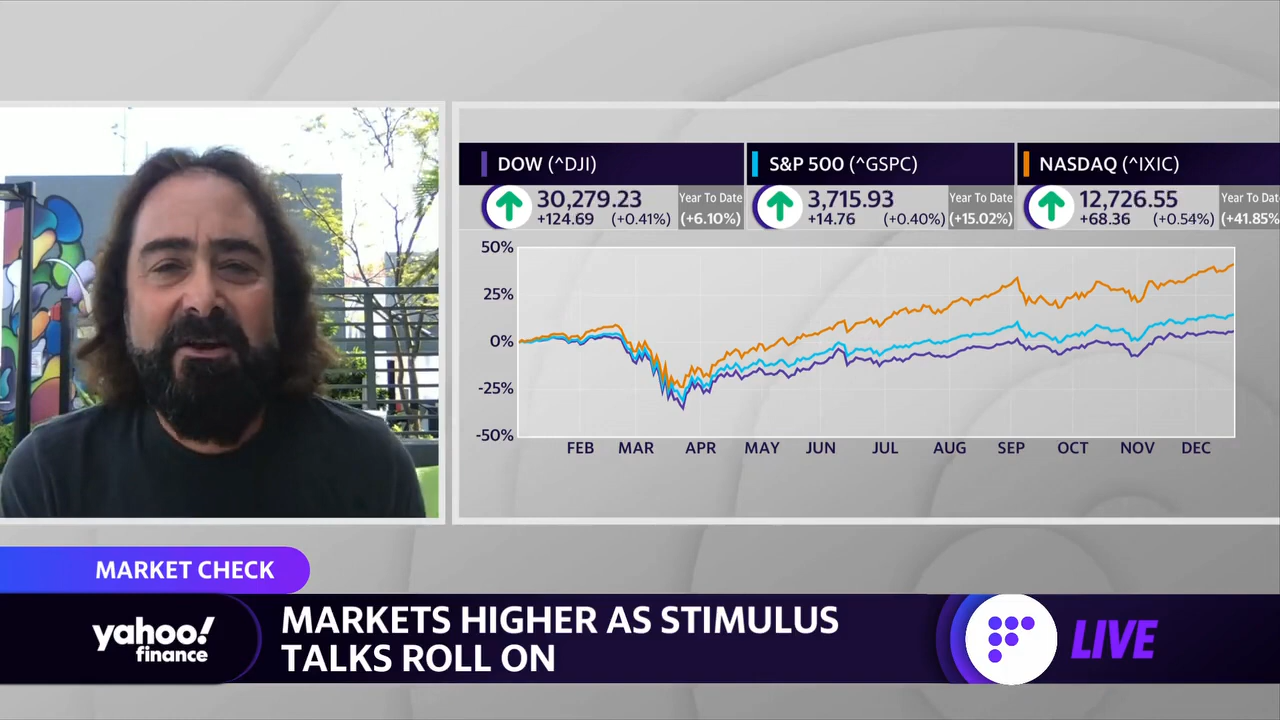 DOW (^DJI)
30,279.23
+124.69 (+0.41%)
Year To Date
(+6.10%)
S&P 500 (^GSPC)
3,715.93
+14.76 (+0.40%)
Year To Date
(+15.02%)
NASDAQ (^IXIC)
12,726.55
+68.36 (+0.54%)
Year To Dat
(+41.85%
50%
25%
0%
-25%
-50%
FEB MAR APR MAY JUN JUL AUG SEP OCT NOV DEC
MARKET CHECK
yahoo!
finance
MARKETS HIGHER AS STIMULUS
TALKS ROLL ON
LIVE